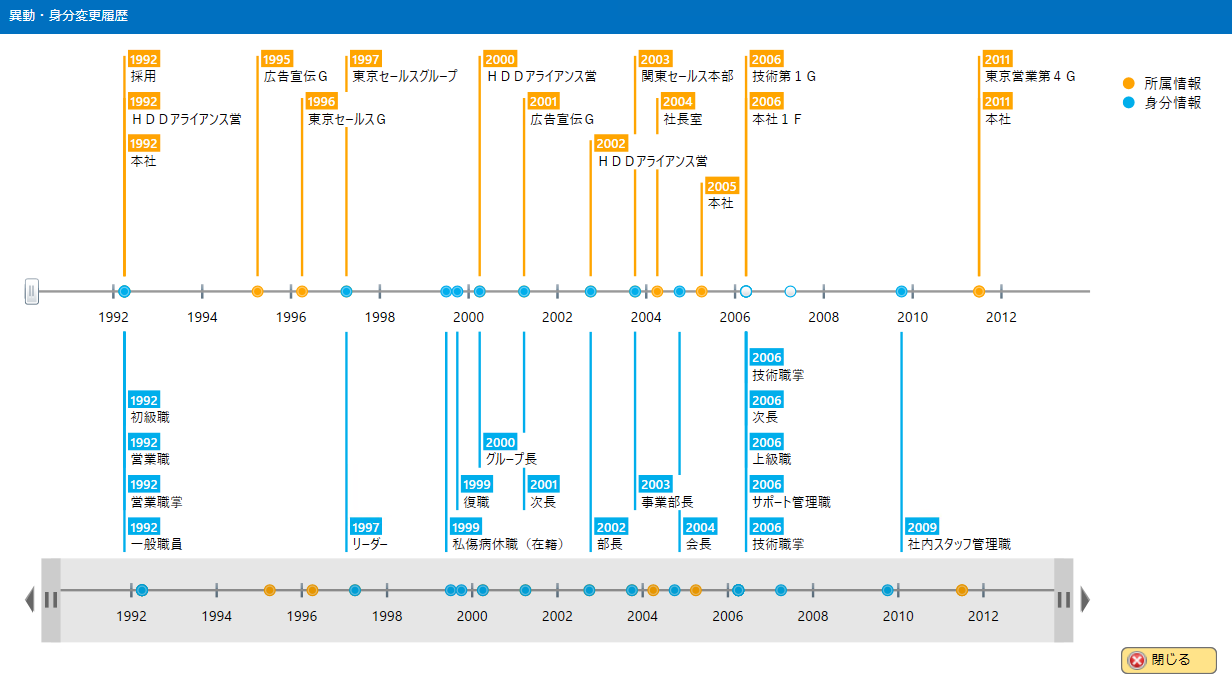 異動・身分変更履歴
1992
採用
1992
ＨＤＤアライアンス営
1992
本社
1995
広告宣伝Ｇ
1996
東京セールスＧ
1997
東京セールスグループ
2000
ＨＤＤアライアンス営
2001
広告宣伝Ｇ
2002
ＨＤＤアライアンス営
2003
関東セールス本部
2004
社長室
2005
本社
2006
技術第１Ｇ
2006
本社１Ｆ
2011
東京営業第４Ｇ
2011
本社
所属情報
身分情報
1992 1994 1996 1998 2000 2002 2004 2006 2008 2010 2012
1992
初級職
1992
営業職
1992
営業職掌
1992
一般職員
1997
リーダー
1999
私傷病休職（在籍）
1999
復職
2000
グループ長
2001
次長
2002
部長
2003
事業部長
2004
会長
2006
技術職掌
2006
次長
2006
上級職
2006
サポート管理職
2006
技術職掌
2009
社内スタッフ管理職
1992 1994 1996 1998 2000 2002 2004 2006 2008 2010 2012
閉じる